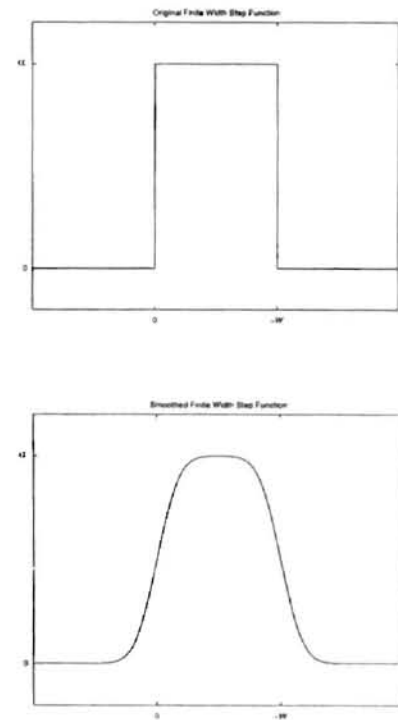 Original Finite Width Step Function
α
0
0
-W
Smoothed Finite Width Step Function
α
0
0
-W